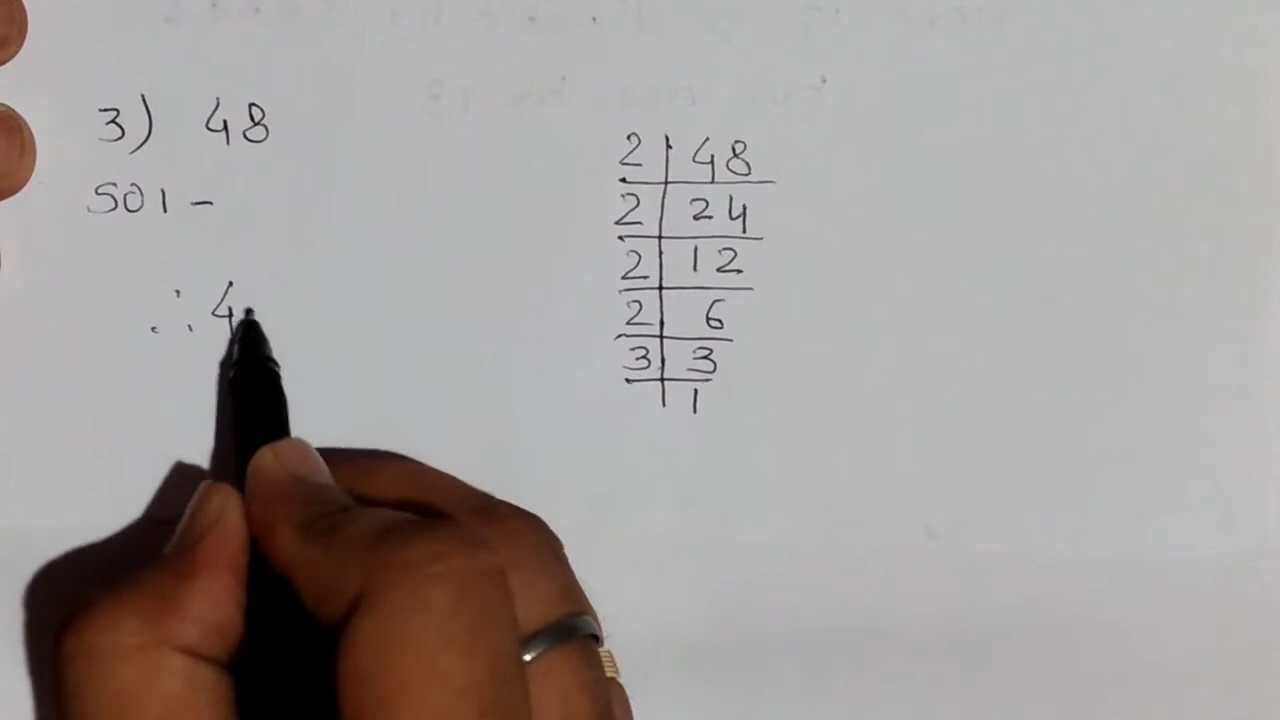 3) 48
Sol -
∴ 4
2 | 48
2 | 24
2 | 12
2 | 6
3 | 3
1